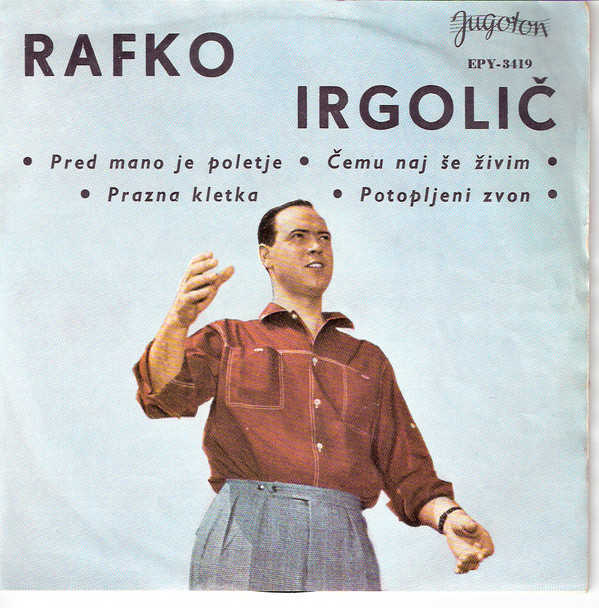 Jugoton
RAFKO
EPY-3419
IRGOLIČ
• Pred mano je poletje • Čemu naj še živim •
• Prazna kletka • Potopljeni zvon •